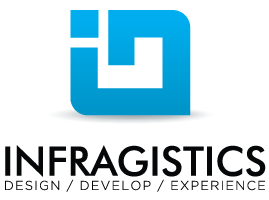 INFRAGISTICS
DESIGN / DEVELOP / EXPERIENCE